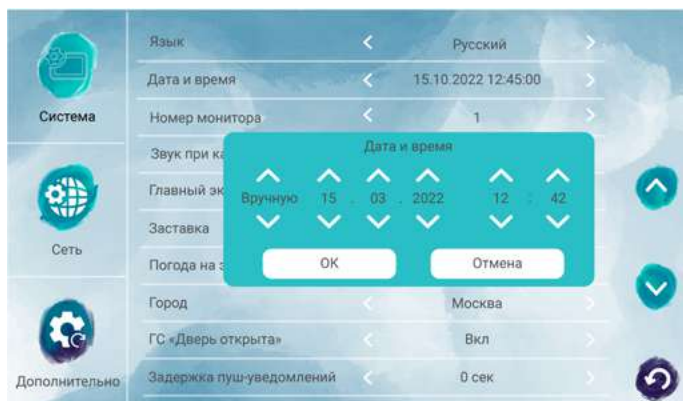 Система
Сеть
Дополнительно
Язык < Русский >
Дата и время < 15.10.2022 12:45:00 >
Номер монитора < 1 >
Звук при ка
Главный эк
Заставка
Погода на з
Город < Москва >
ГС «Дверь открыта» < Вкл >
Задержка пуш-уведомлений < 0 сек >
Дата и время
Вручную 15 . 03 . 2022 12 : 42
ОК Отмена